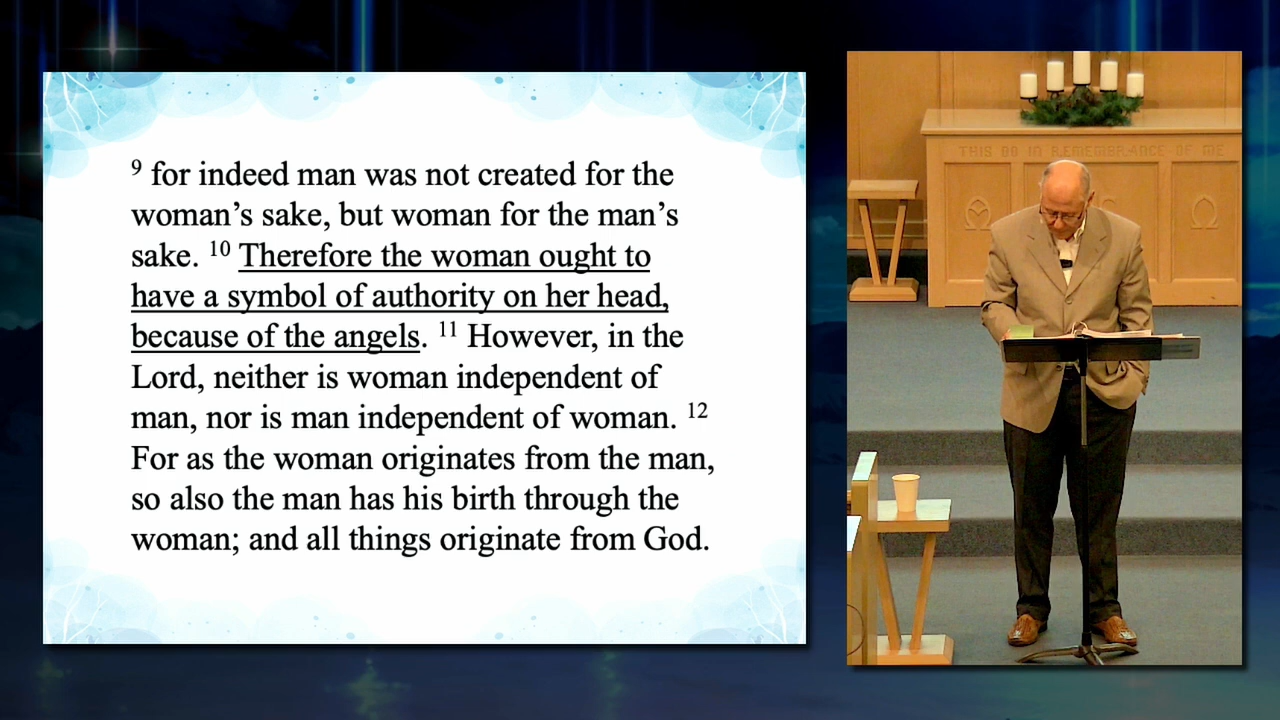 ⁹ for indeed man was not created for the
woman’s sake, but woman for the man’s
sake. ¹⁰ Therefore the woman ought to
have a symbol of authority on her head,
because of the angels. ¹¹ However, in the
Lord, neither is woman independent of
man, nor is man independent of woman. ¹²
For as the woman originates from the man,
so also the man has his birth through the
woman; and all things originate from God.
THIS DO IN REMEMBRANCE OF ME